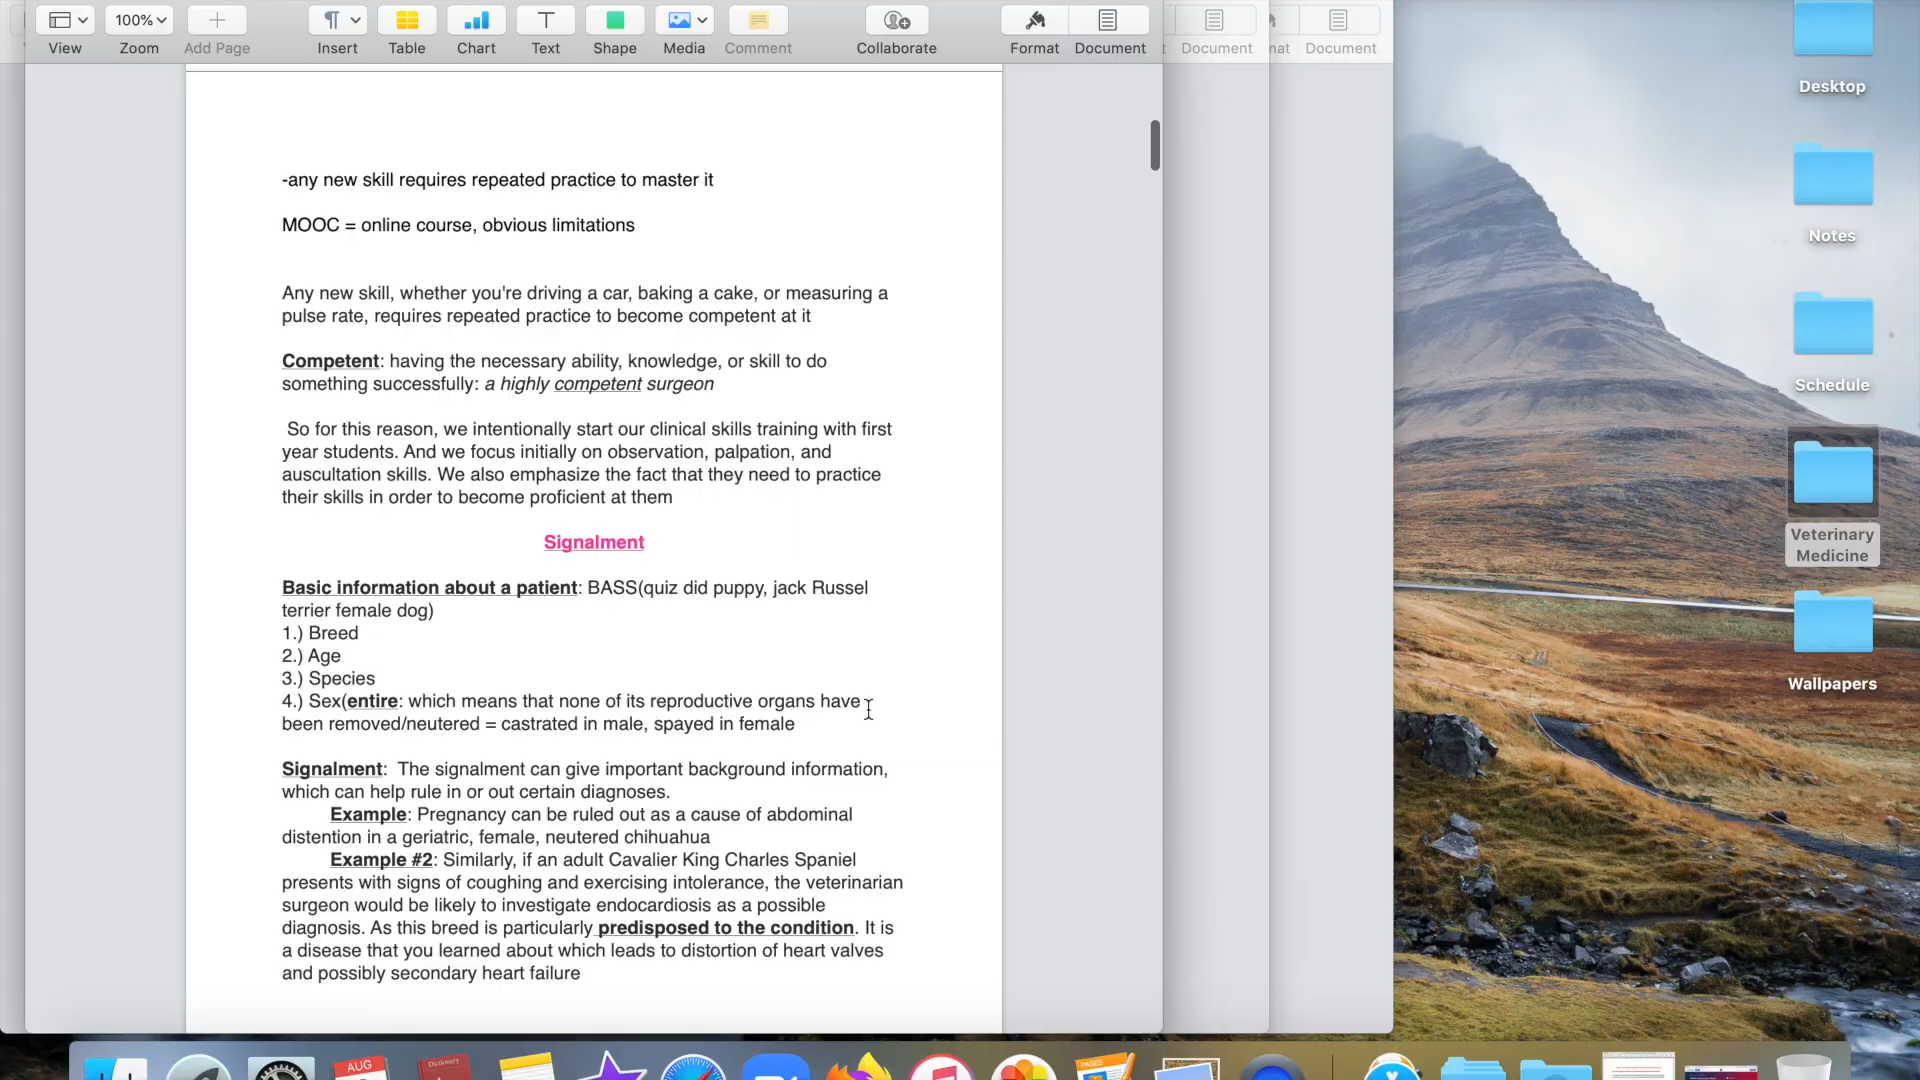 100%
View
Zoom
Add Page
Insert
Table
Chart
Text
Shape
Media
Comment
Collaborate
Format
Document
Document
Document
-any new skill requires repeated practice to master it
MOOC = online course, obvious limitations
Any new skill, whether you're driving a car, baking a cake, or measuring a
pulse rate, requires repeated practice to become competent at it
Competent: having the necessary ability, knowledge, or skill to do
something successfully: a highly competent surgeon
So for this reason, we intentionally start our clinical skills training with first
year students. And we focus initially on observation, palpation, and
auscultation skills. We also emphasize the fact that they need to practice
their skills in order to become proficient at them
Signalment
Basic information about a patient: BASS(quiz did puppy, jack Russel
terrier female dog)
1.) Breed
2.) Age
3.) Species
4.) Sex(entire: which means that none of its reproductive organs have
been removed/neutered = castrated in male, spayed in female
Signalment:  The signalment can give important background information,
which can help rule in or out certain diagnoses.
Example: Pregnancy can be ruled out as a cause of abdominal
distention in a geriatric, female, neutered chihuahua
Example #2: Similarly, if an adult Cavalier King Charles Spaniel
presents with signs of coughing and exercising intolerance, the veterinarian
surgeon would be likely to investigate endocardiosis as a possible
diagnosis. As this breed is particularly predisposed to the condition. It is
a disease that you learned about which leads to distortion of heart valves
and possibly secondary heart failure
Desktop
Notes
Schedule
Veterinary
Medicine
Wallpapers
AUG
Dictionary
PAGES